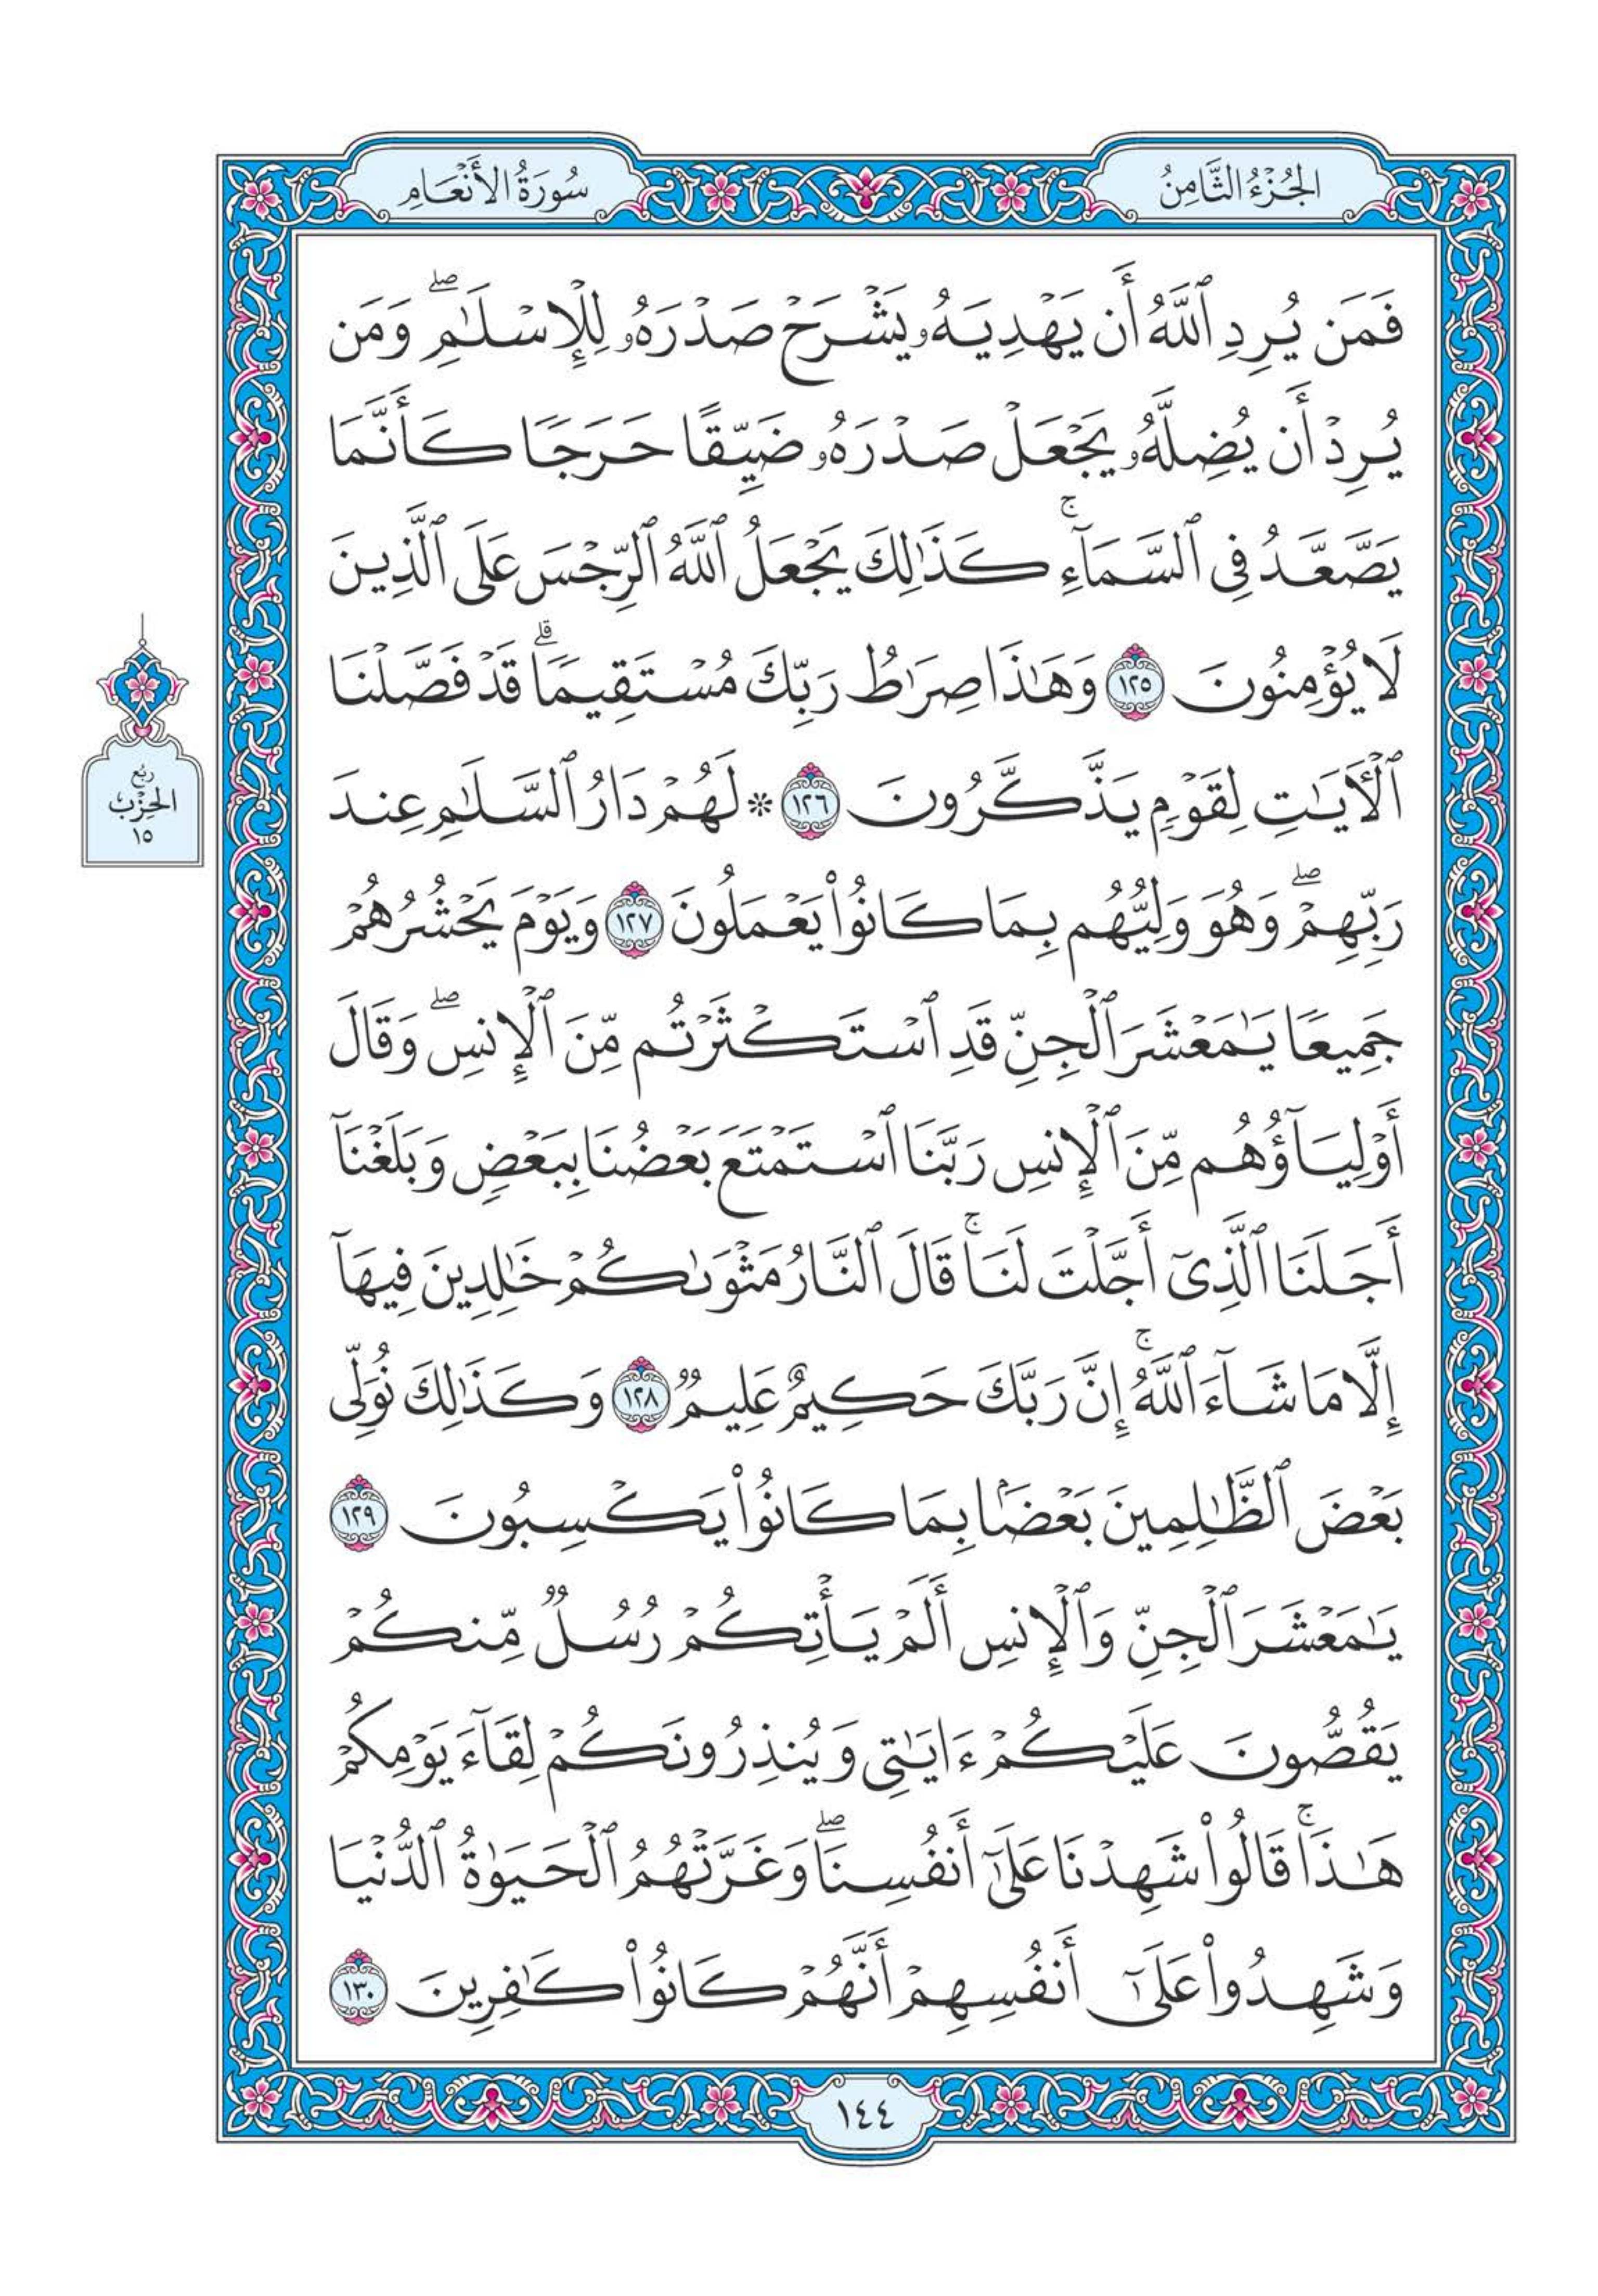 الجُزْءُ الثَّامِنُ
سُورَةُ الأَنْعَامِ
فَمَن يُرِدِ ٱللَّهُ أَن يَهْدِيَهُۥ يَشْرَحْ صَدْرَهُۥ لِلْإِسْلَٰمِۖ وَمَن
يُرِدْ أَن يُضِلَّهُۥ يَجْعَلْ صَدْرَهُۥ ضَيِّقًا حَرَجًا كَأَنَّمَا
يَصَّعَّدُ فِى ٱلسَّمَآءِۚ كَذَٰلِكَ يَجْعَلُ ٱللَّهُ ٱلرِّجْسَ عَلَى ٱلَّذِينَ
لَا يُؤْمِنُونَ ١٢٥ وَهَٰذَا صِرَٰطُ رَبِّكَ مُسْتَقِيمًاۗ قَدْ فَصَّلْنَا
ٱلْءَايَٰتِ لِقَوْمٍ يَذَّكَّرُونَ ١٢٦ * لَهُمْ دَارُ ٱلسَّلَٰمِ عِندَ
رَبِّهِمْۖ وَهُوَ وَلِيُّهُم بِمَا كَانُوا۟ يَعْمَلُونَ ١٢٧ وَيَوْمَ يَحْشُرُهُمْ
جَمِيعًا يَٰمَعْشَرَ ٱلْجِنِّ قَدِ ٱسْتَكْثَرْتُم مِّنَ ٱلْإِنسِۖ وَقَالَ
أَوْلِيَآؤُهُم مِّنَ ٱلْإِنسِ رَبَّنَا ٱسْتَمْتَعَ بَعْضُنَا بِبَعْضٍ وَبَلَغْنَآ
أَجَلَنَا ٱلَّذِىٓ أَجَّلْتَ لَنَاۚ قَالَ ٱلنَّارُ مَثْوَىٰكُمْ خَٰلِدِينَ فِيهَآ
إِلَّا مَا شَآءَ ٱللَّهُۚ إِنَّ رَبَّكَ حَكِيمٌ عَلِيمٌ ١٢٨ وَكَذَٰلِكَ نُوَلِّى
بَعْضَ ٱلظَّٰلِمِينَ بَعْضًۢا بِمَا كَانُوا۟ يَكْسِبُونَ ١٢٩
يَٰمَعْشَرَ ٱلْجِنِّ وَٱلْإِنسِ أَلَمْ يَأْتِكُمْ رُسُلٌ مِّنكُمْ
يَقُصُّونَ عَلَيْكُمْ ءَايَٰتِى وَيُنذِرُونَكُمْ لِقَآءَ يَوْمِكُمْ
هَٰذَاۚ قَالُوا۟ شَهِدْنَا عَلَىٰٓ أَنفُسِنَاۖ وَغَرَّتْهُمُ ٱلْحَيَوٰةُ ٱلدُّنْيَا
وَشَهِدُوا۟ عَلَىٰٓ أَنفُسِهِمْ أَنَّهُمْ كَانُوا۟ كَٰفِرِينَ ١٣٠
رُبُع
الحِزْب
١٥
١٤٤